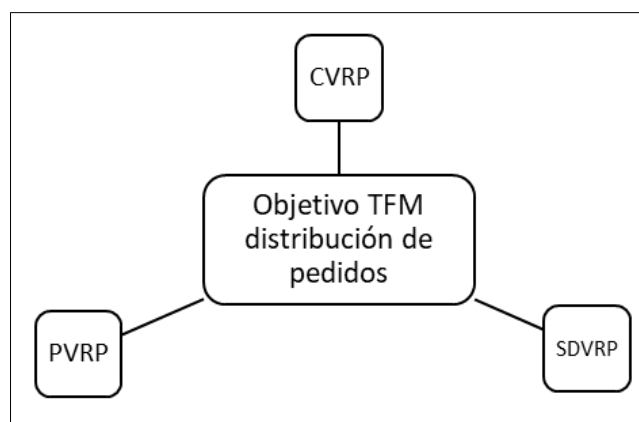 CVRP
Objetivo TFM
distribución de
pedidos
PVRP
SDVRP